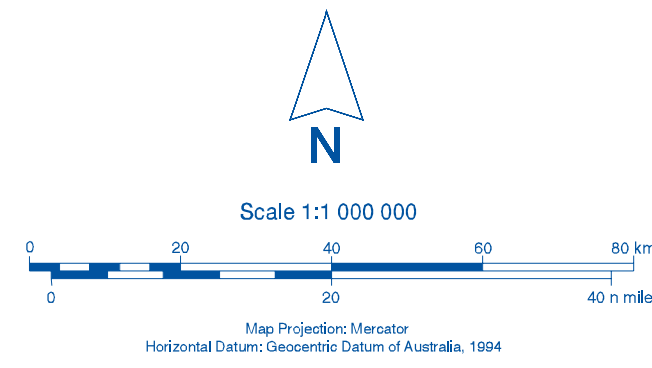 N
Scale 1:1 000 000
0 20 40 60 80 km
0 20 40 n mile
Map Projection: Mercator
Horizontal Datum: Geocentric Datum of Australia, 1994